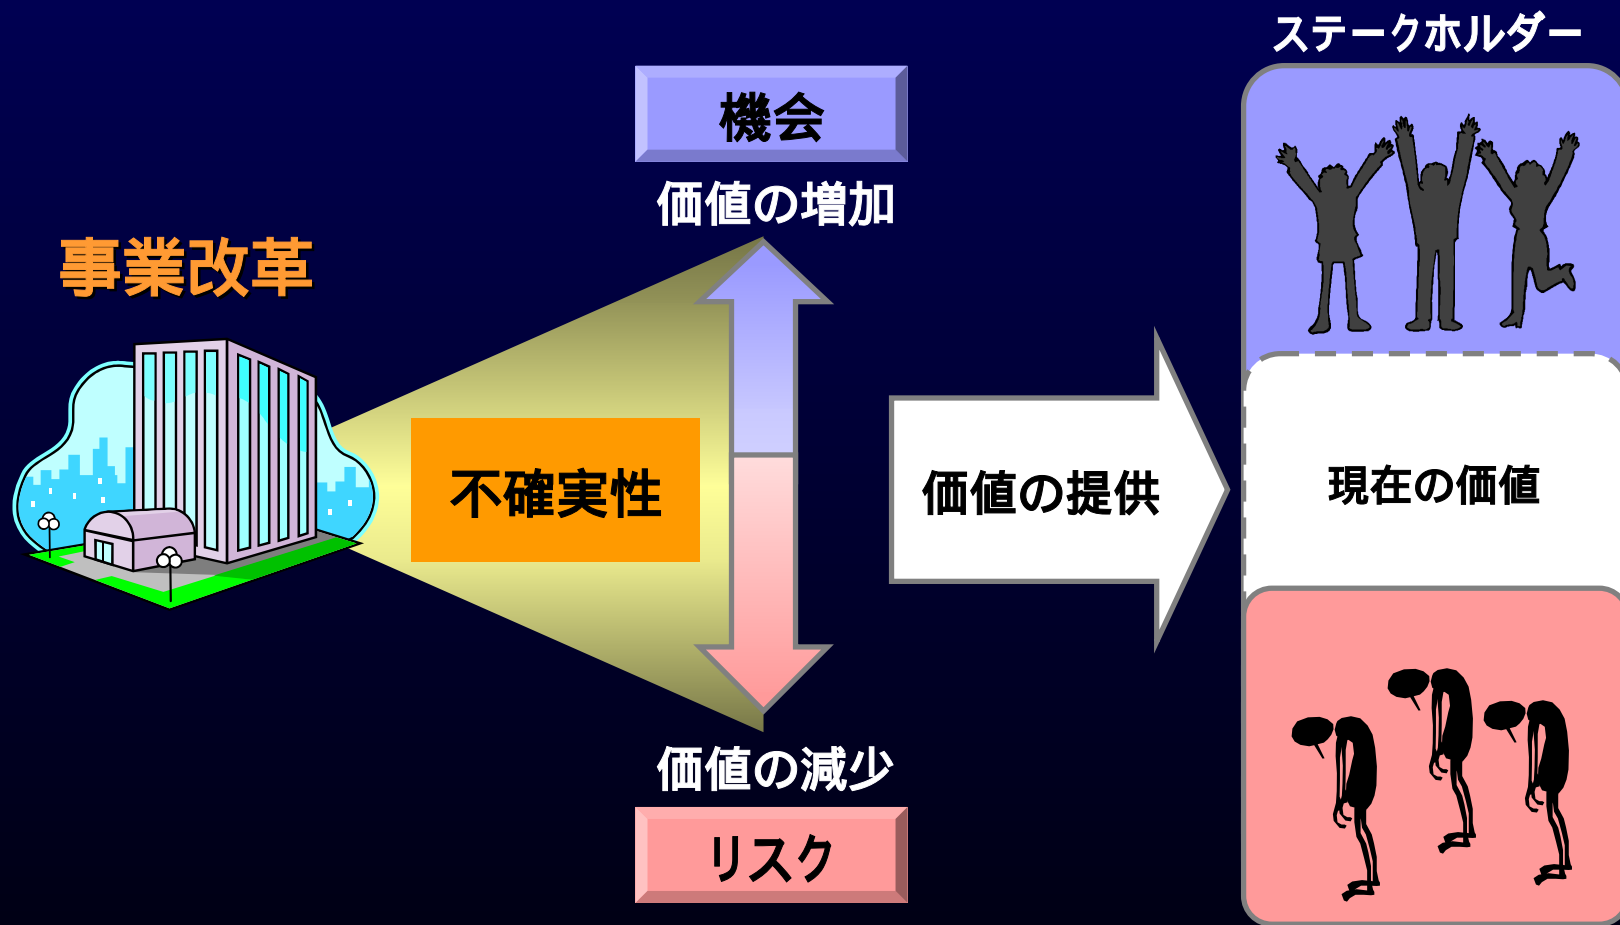 ステークホルダー
機会
価値の増加
事業改革
不確実性
価値の提供
現在の価値
価値の減少
リスク